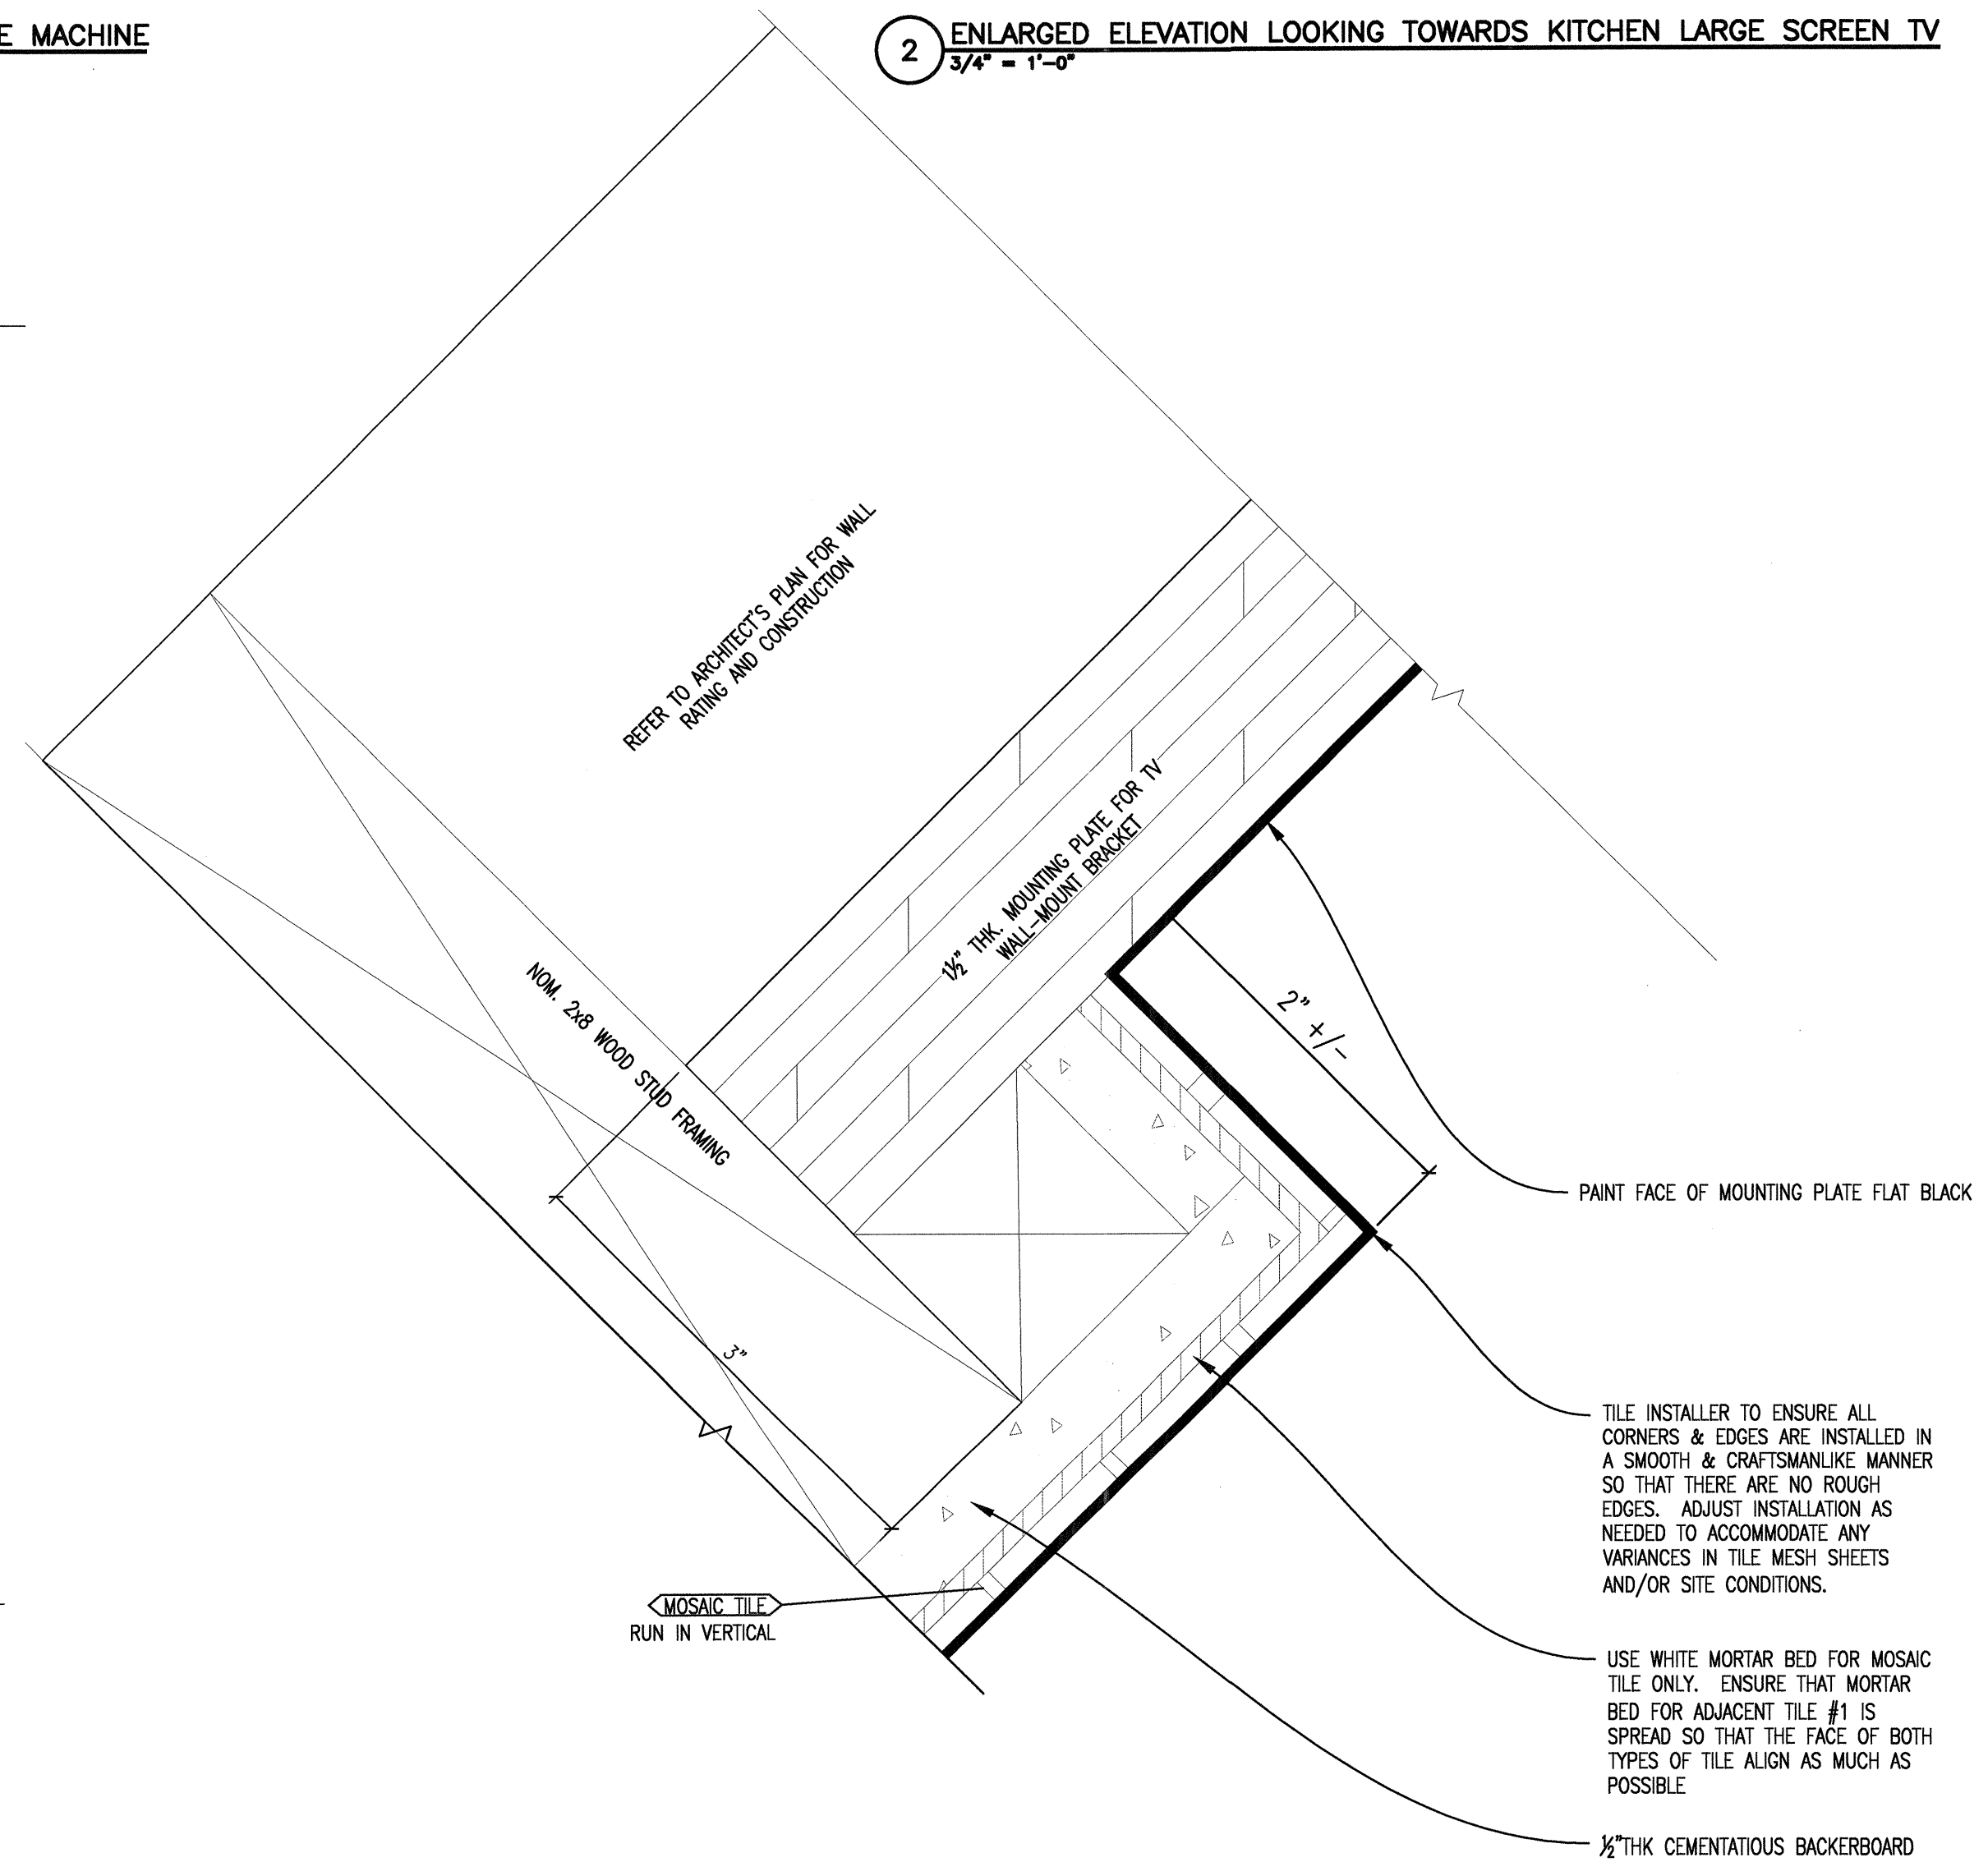 E MACHINE
2
ENLARGED ELEVATION LOOKING TOWARDS KITCHEN LARGE SCREEN TV
3/4" = 1'-0"
REFER TO ARCHITECT'S PLAN FOR WALL
RATING AND CONSTRUCTION
1½" THK. MOUNTING PLATE FOR TV
WALL-MOUNT BRACKET
NOM. 2x8 WOOD STUD FRAMING
2" +/-
3"
PAINT FACE OF MOUNTING PLATE FLAT BLACK
TILE INSTALLER TO ENSURE ALL
CORNERS & EDGES ARE INSTALLED IN
A SMOOTH & CRAFTSMANLIKE MANNER
SO THAT THERE ARE NO ROUGH
EDGES. ADJUST INSTALLATION AS
NEEDED TO ACCOMMODATE ANY
VARIANCES IN TILE MESH SHEETS
AND/OR SITE CONDITIONS.
MOSAIC TILE
RUN IN VERTICAL
USE WHITE MORTAR BED FOR MOSAIC
TILE ONLY. ENSURE THAT MORTAR
BED FOR ADJACENT TILE #1 IS
SPREAD SO THAT THE FACE OF BOTH
TYPES OF TILE ALIGN AS MUCH AS
POSSIBLE
½"THK CEMENTATIOUS BACKERBOARD